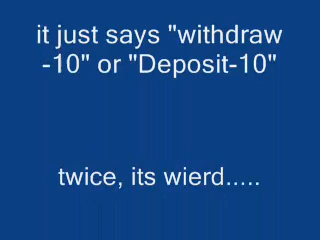 it just says "withdraw
-10" or "Deposit-10"
twice, its wierd.....